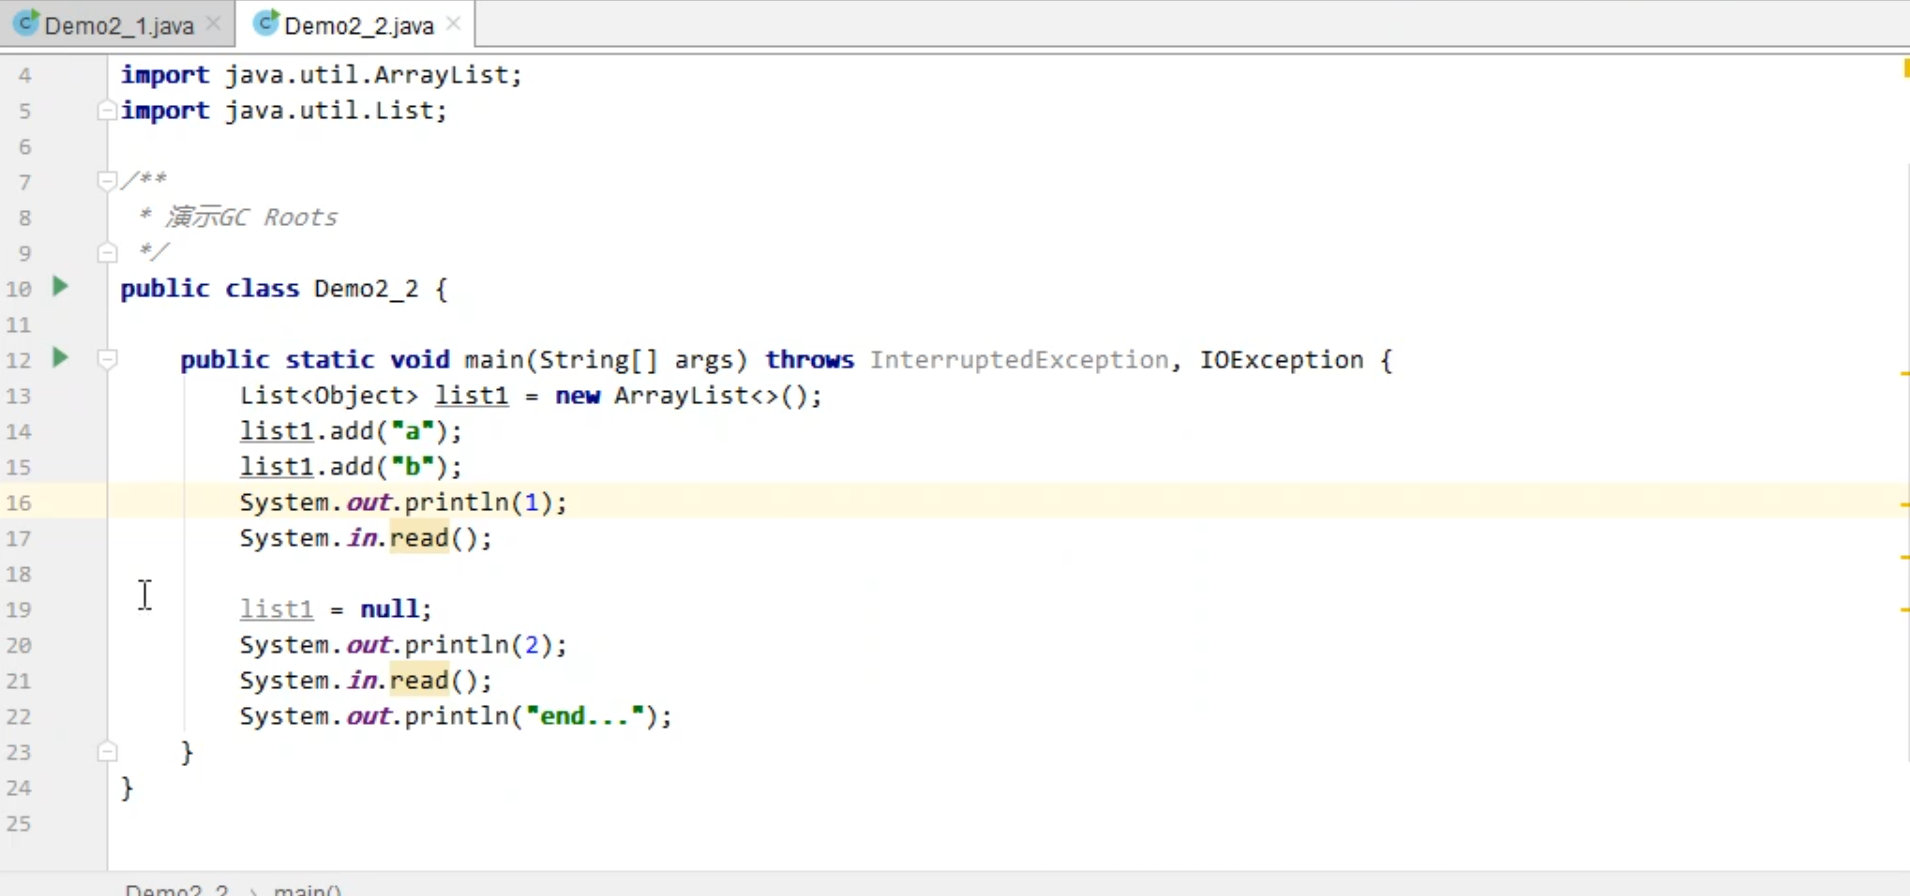 Demo2_1.java Demo2_2.java
4 import java.util.ArrayList;
5 import java.util.List;
6
7 /**
8 * 演示GC Roots
9 */
10 public class Demo2_2 {
11
12 public static void main(String[] args) throws InterruptedException, IOException {
13 List<Object> list1 = new ArrayList<>();
14 list1.add("a");
15 list1.add("b");
16 System.out.println(1);
17 System.in.read();
18
19 list1 = null;
20 System.out.println(2);
21 System.in.read();
22 System.out.println("end...");
23 }
24 }
25
Demo2_2 › main()